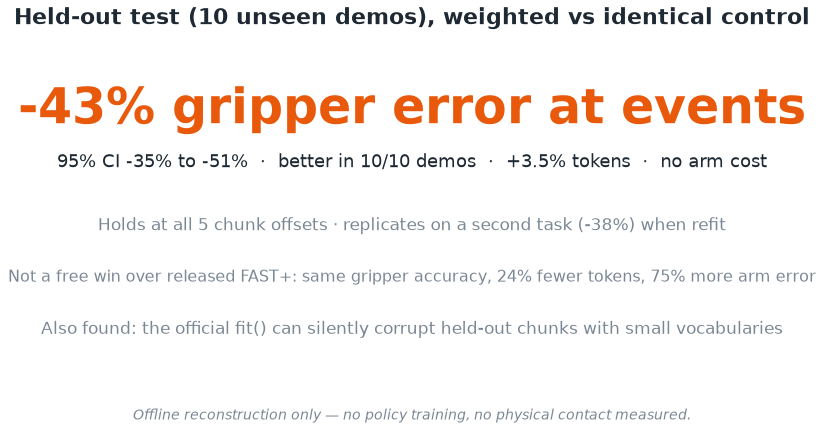 Held-out test (10 unseen demos), weighted vs identical control
-43% gripper error at events
95% CI -35% to -51%  ·  better in 10/10 demos  ·  +3.5% tokens  ·  no arm cost
Holds at all 5 chunk offsets · replicates on a second task (-38%) when refit
Not a free win over released FAST+: same gripper accuracy, 24% fewer tokens, 75% more arm error
Also found: the official fit() can silently corrupt held-out chunks with small vocabularies
Offline reconstruction only — no policy training, no physical contact measured.